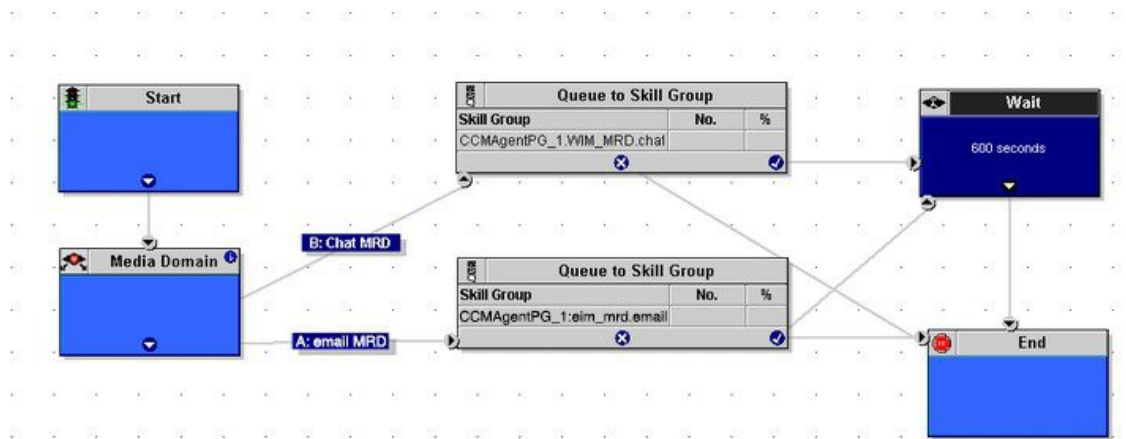 Start
Queue to Skill Group
Skill Group No. %
CCMAgentPG_1.WIM_MRD.chat
Wait
600 seconds
B: Chat MRD
Media Domain
Queue to Skill Group
Skill Group No. %
CCMAgentPG_1:eim_mrd.email
A: email MRD
End